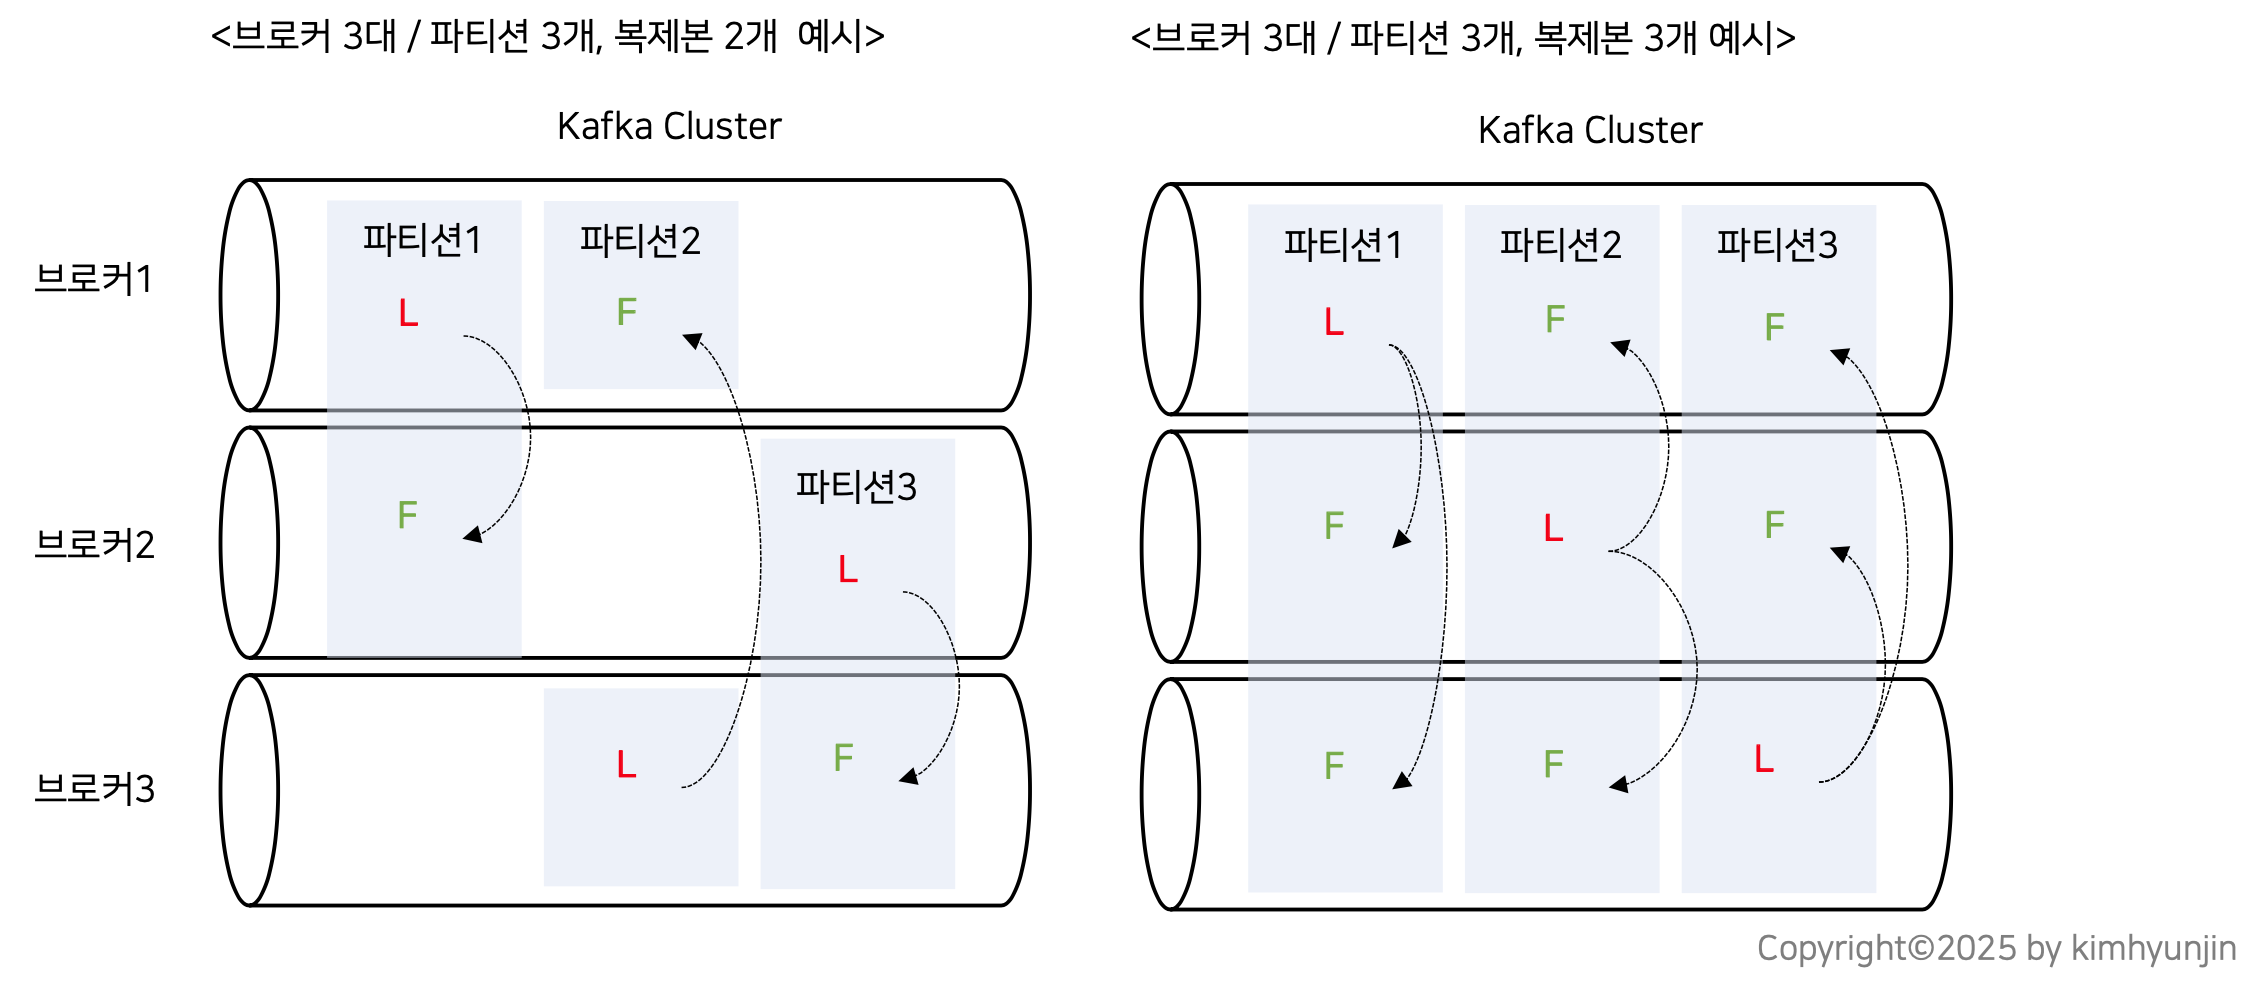 <브로커 3대 / 파티션 3개, 복제본 2개  예시>
Kafka Cluster
브로커1
브로커2
브로커3
파티션1
L
F
파티션2
F
L
파티션3
L
F
<브로커 3대 / 파티션 3개, 복제본 3개 예시>
Kafka Cluster
파티션1
파티션2
파티션3
L
F
F
F
L
F
F
F
L
Copyright©2025 by kimhyunjin